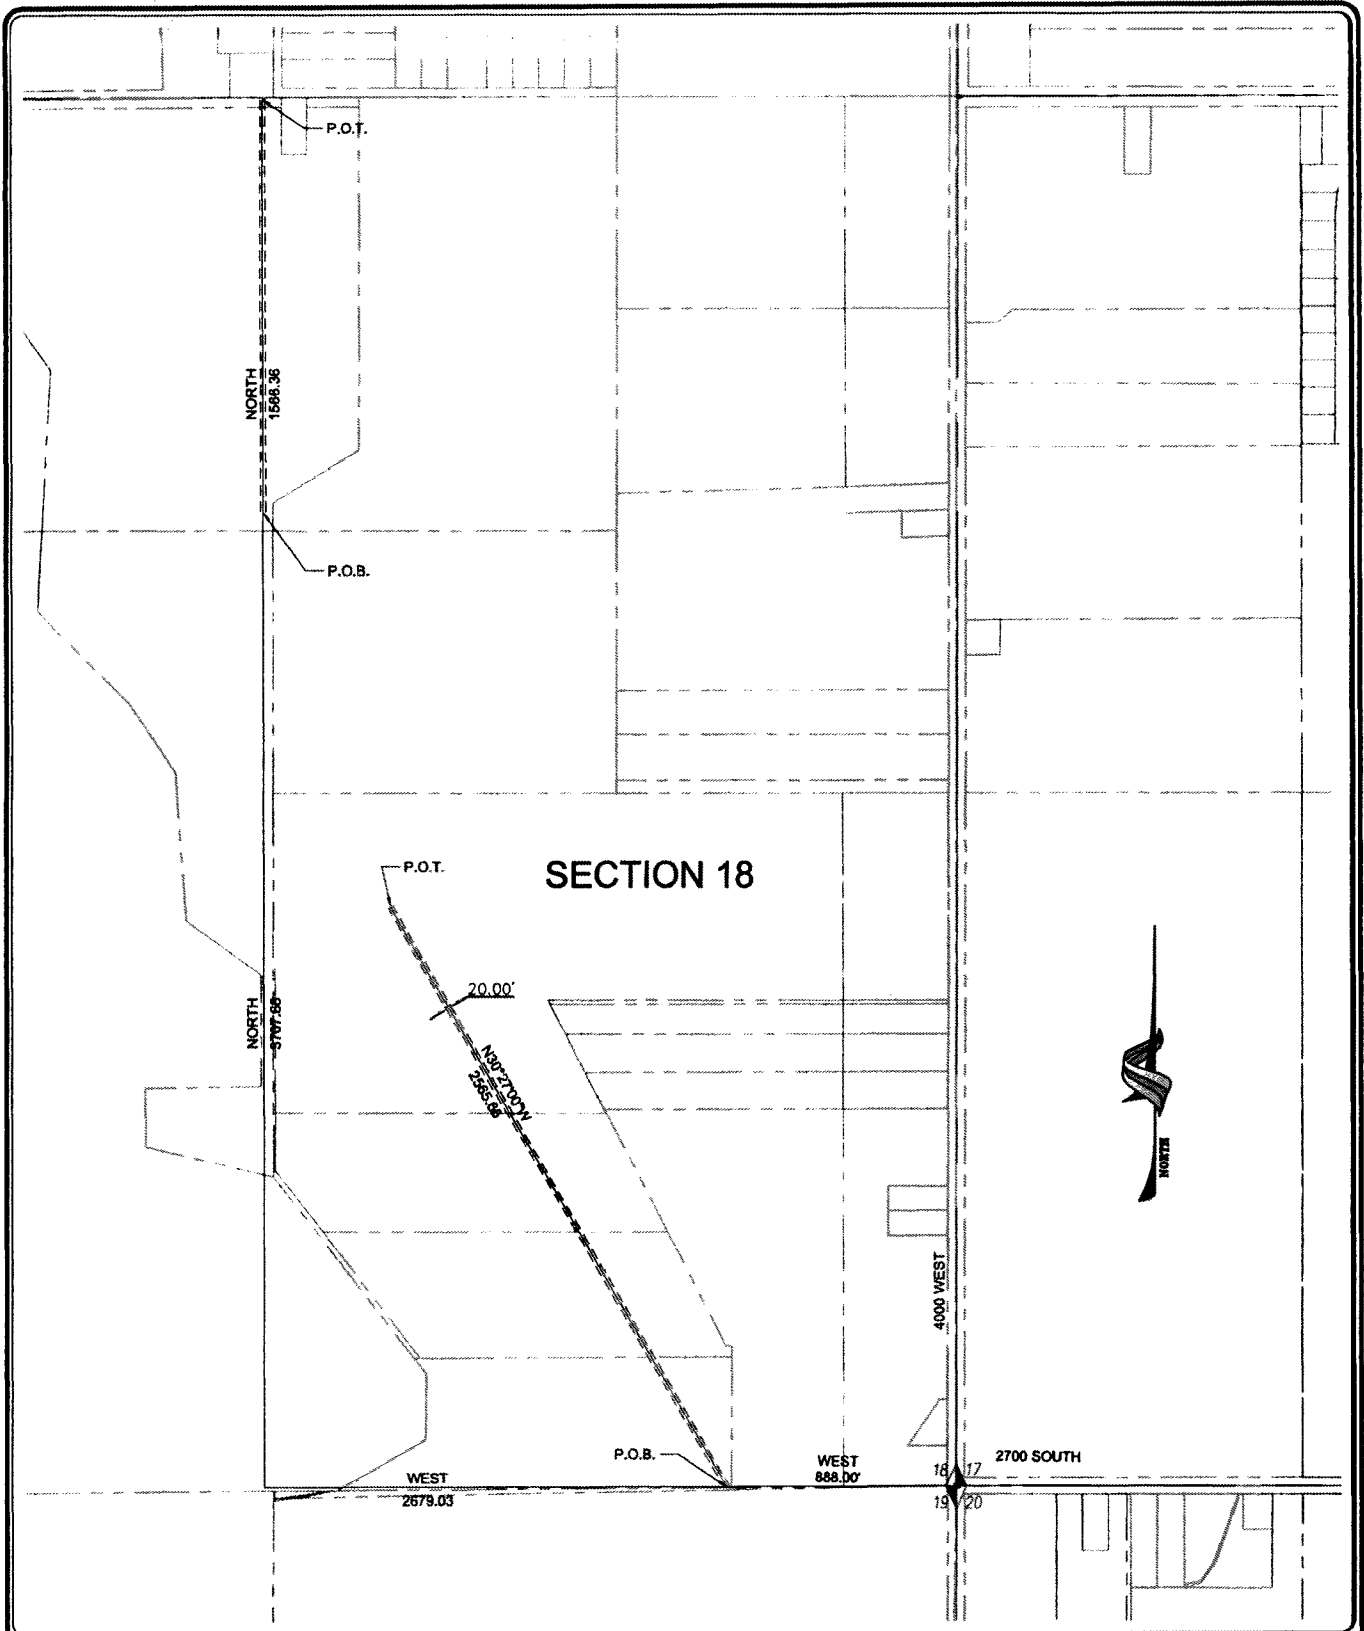 P.O.T.
NORTH
1566.36
P.O.B.
P.O.T.
SECTION 18
20.00'
NORTH
3707.68
N30°27'00"W
2565.66
NORTH
4000 WEST
P.O.B.
WEST
2679.03
WEST
888.00'
18 17
19 20
2700 SOUTH